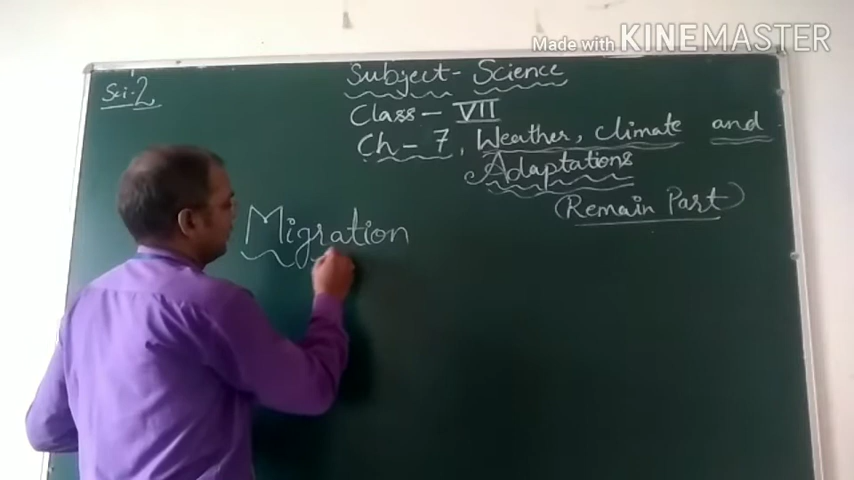 Made with KINEMASTER
Sci-2
Subject- Science
Class- VII
Ch- 7, Weather, climate and
Adaptations
(Remain Part)
Migration